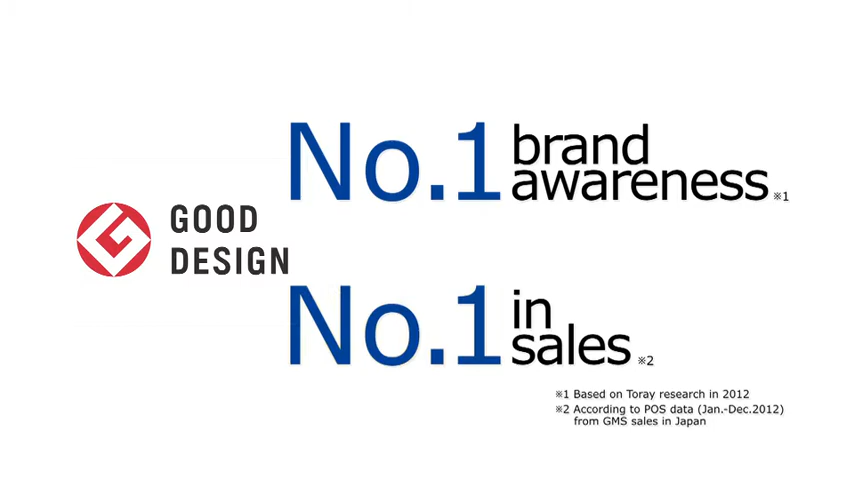 GOOD
DESIGN
No.1 brand
awareness ※1
No.1 in
sales ※2
※1 Based on Toray research in 2012
※2 According to POS data (Jan.-Dec.2012)
from GMS sales in Japan